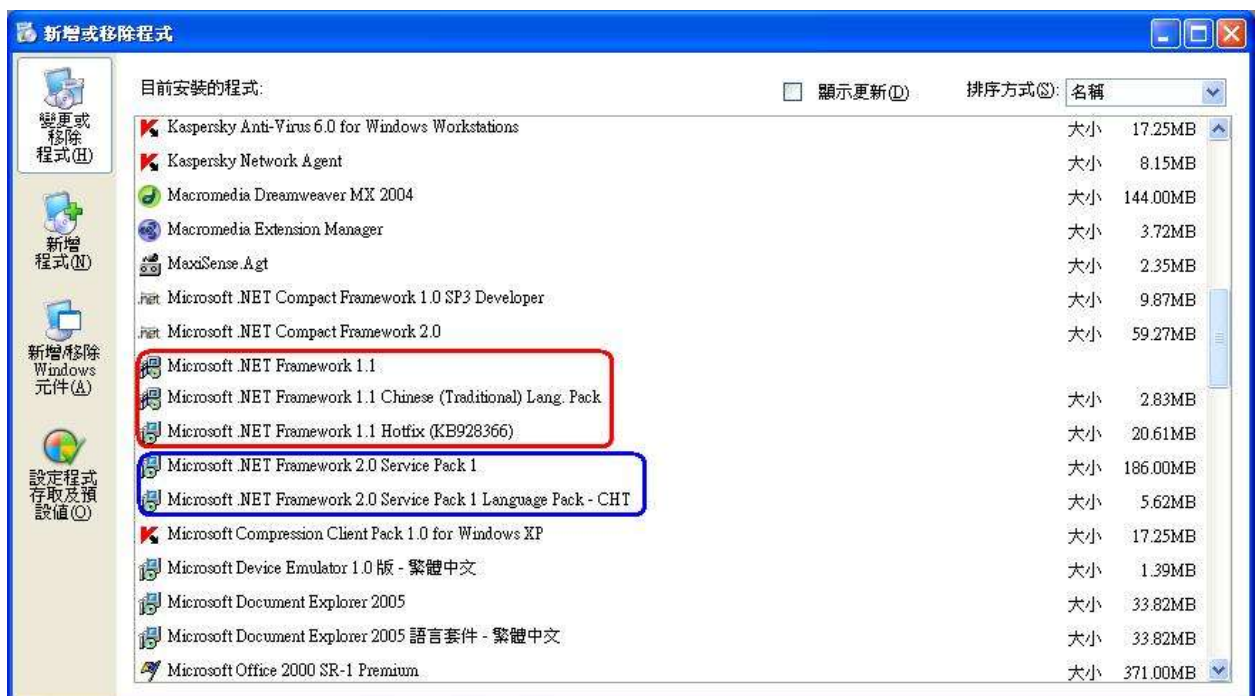 新增或移除程式
變更或
移除
程式(H)
新增
程式(N)
新增/移除
Windows
元件(A)
設定程式
存取及預
設值(O)
目前安裝的程式:
顯示更新(D)
排序方式(S): 名稱
Kaspersky Anti-Virus 6.0 for Windows Workstations 大小 17.25MB
Kaspersky Network Agent 大小 8.15MB
Macromedia Dreamweaver MX 2004 大小 144.00MB
Macromedia Extension Manager 大小 3.72MB
MaxiSense.Agt 大小 2.35MB
.net Microsoft .NET Compact Framework 1.0 SP3 Developer 大小 9.87MB
.net Microsoft .NET Compact Framework 2.0 大小 59.27MB
Microsoft .NET Framework 1.1
Microsoft .NET Framework 1.1 Chinese (Traditional) Lang. Pack 大小 2.83MB
Microsoft .NET Framework 1.1 Hotfix (KB928366) 大小 20.61MB
Microsoft .NET Framework 2.0 Service Pack 1 大小 186.00MB
Microsoft .NET Framework 2.0 Service Pack 1 Language Pack - CHT 大小 5.62MB
Microsoft Compression Client Pack 1.0 for Windows XP 大小 17.25MB
Microsoft Device Emulator 1.0 版 - 繁體中文 大小 1.39MB
Microsoft Document Explorer 2005 大小 33.82MB
Microsoft Document Explorer 2005 語言套件 - 繁體中文 大小 33.82MB
Microsoft Office 2000 SR-1 Premium 大小 371.00MB